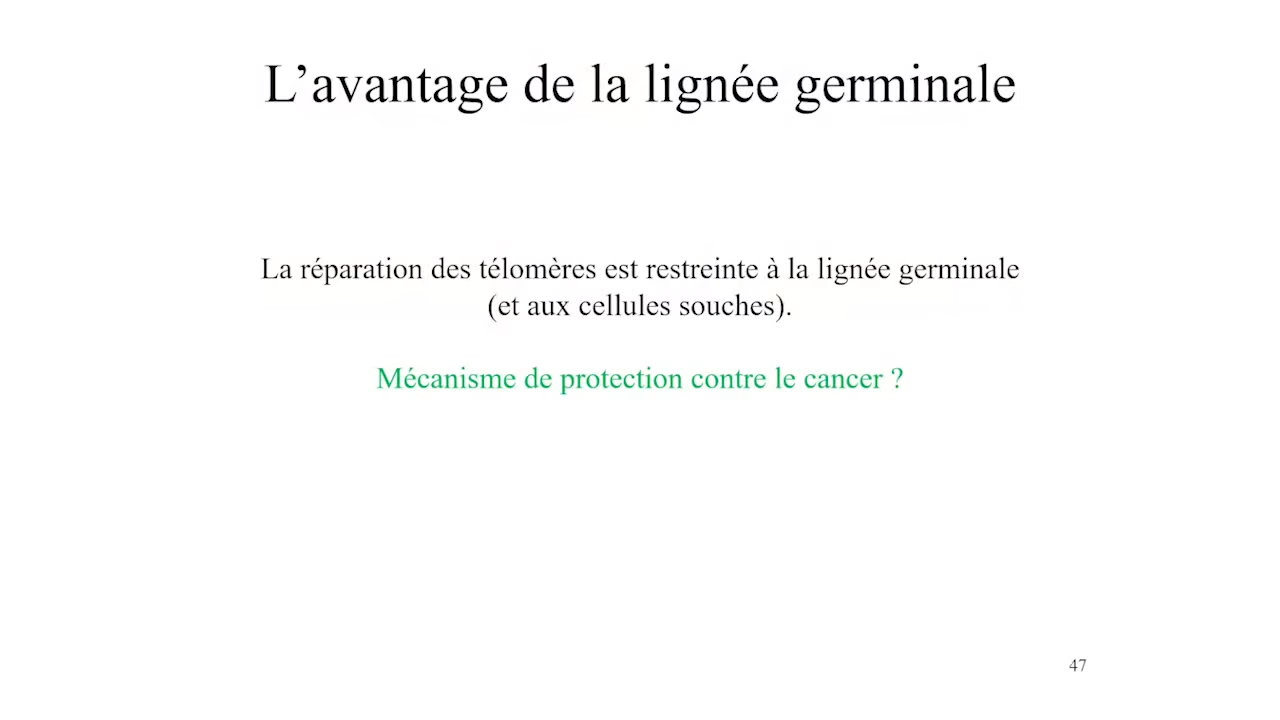 L’avantage de la lignée germinale
La réparation des télomères est restreinte à la lignée germinale
(et aux cellules souches).
Mécanisme de protection contre le cancer ?
47